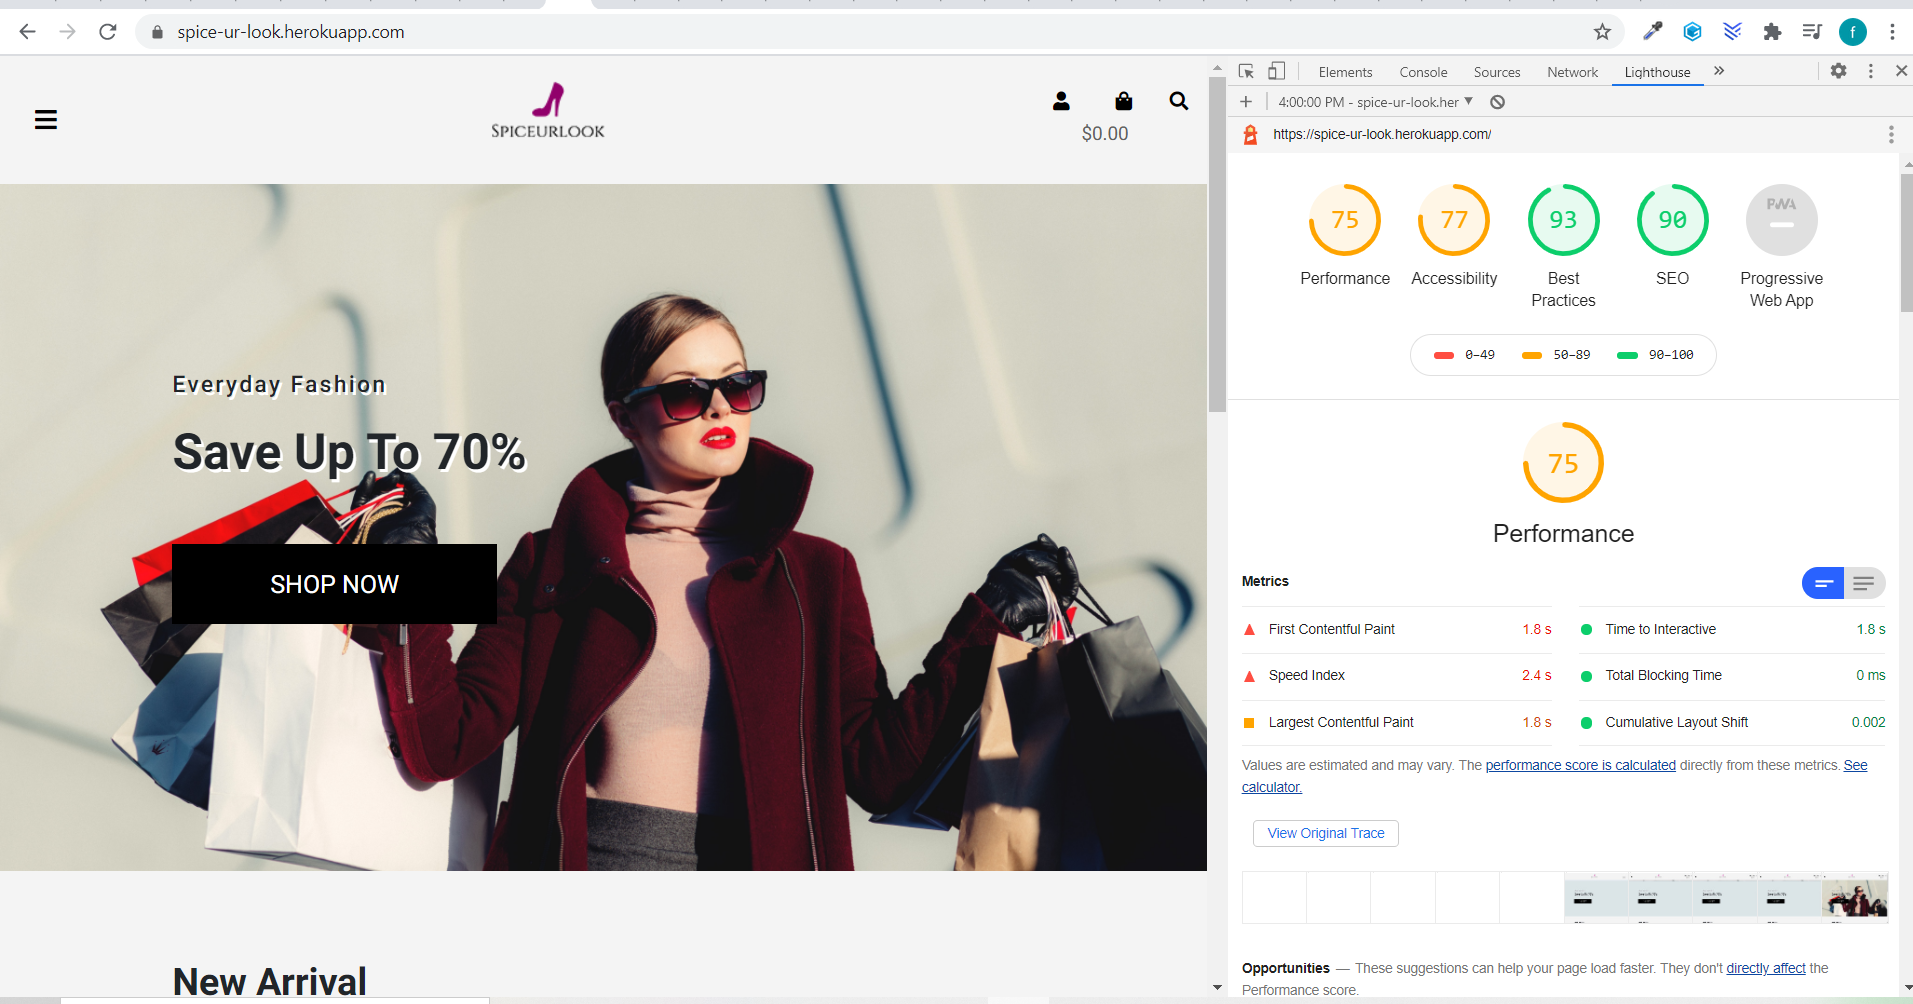 spice-ur-look.herokuapp.com
f
SPICEURLOOK
$0.00
Everyday Fashion
Save Up To 70%
SHOP NOW
New Arrival
Elements Console Sources Network Lighthouse
4:00:00 PM - spice-ur-look.her
https://spice-ur-look.herokuapp.com/
75 77 93 90 PWA
Performance Accessibility Best Practices SEO Progressive Web App
0–49 50–89 90–100
75
Performance
Metrics
First Contentful Paint 1.8 s
Time to Interactive 1.8 s
Speed Index 2.4 s
Total Blocking Time 0 ms
Largest Contentful Paint 1.8 s
Cumulative Layout Shift 0.002
Values are estimated and may vary. The performance score is calculated directly from these metrics. See
calculator.
View Original Trace
Opportunities — These suggestions can help your page load faster. They don't directly affect the
Performance score.